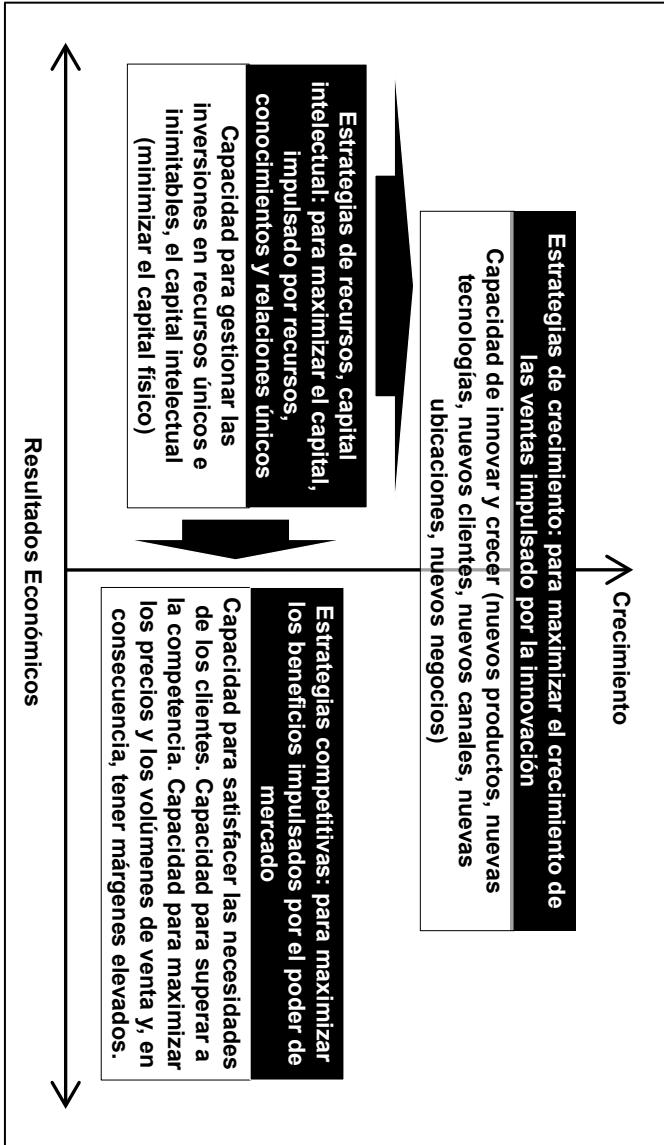 Crecimiento
Estrategias de crecimiento: para maximizar el crecimiento de
las ventas impulsado por la innovación
Capacidad de innovar y crecer (nuevos productos, nuevas
tecnologías, nuevos clientes, nuevos canales, nuevas
ubicaciones, nuevos negocios)
Estrategias de recursos, capital
intelectual: para maximizar el capital,
impulsado por recursos,
conocimientos y relaciones únicos
Capacidad para gestionar las
inversiones en recursos únicos e
inimitables, el capital intelectual
(minimizar el capital físico)
Estrategias competitivas: para maximizar
los beneficios impulsados por el poder de
mercado
Capacidad para satisfacer las necesidades
de los clientes. Capacidad para superar a
la competencia. Capacidad para maximizar
los precios y los volúmenes de venta y, en
consecuencia, tener márgenes elevados.
Resultados Económicos